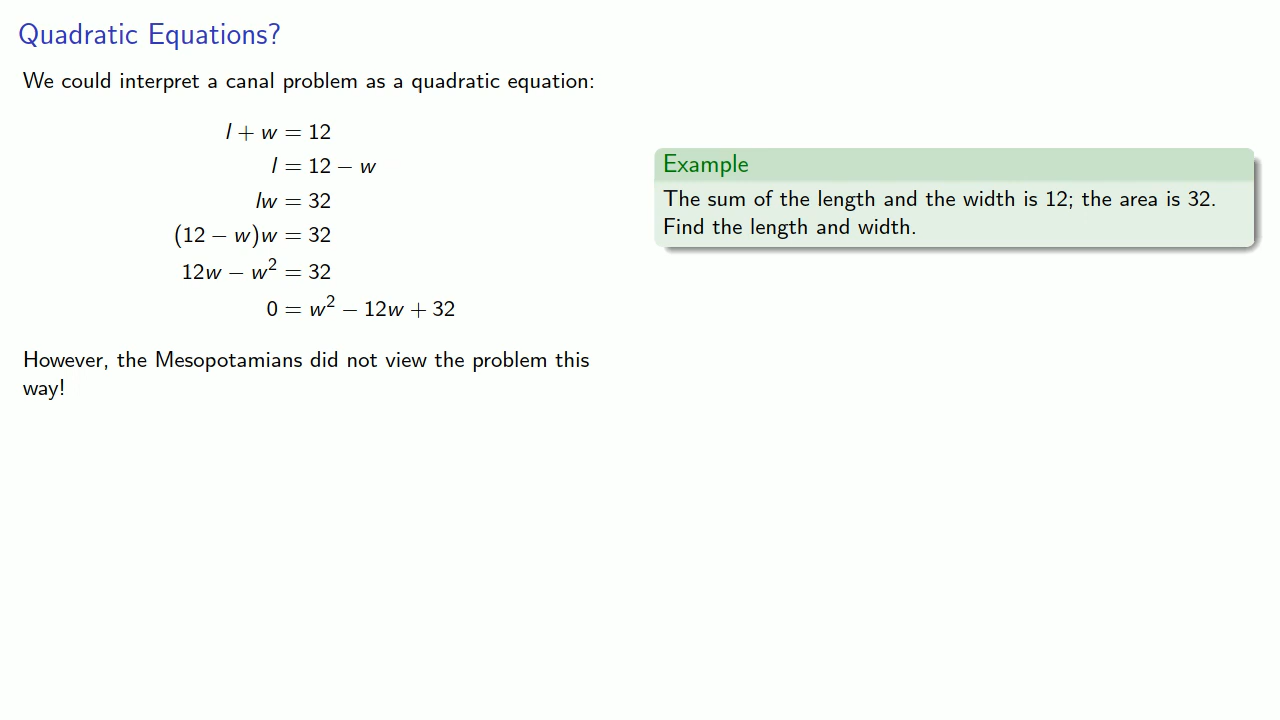 Quadratic Equations?
We could interpret a canal problem as a quadratic equation:
l + w = 12
l = 12 − w
lw = 32
(12 − w)w = 32
12w − w² = 32
0 = w² − 12w + 32
However, the Mesopotamians did not view the problem this
way!
Example
The sum of the length and the width is 12; the area is 32.
Find the length and width.